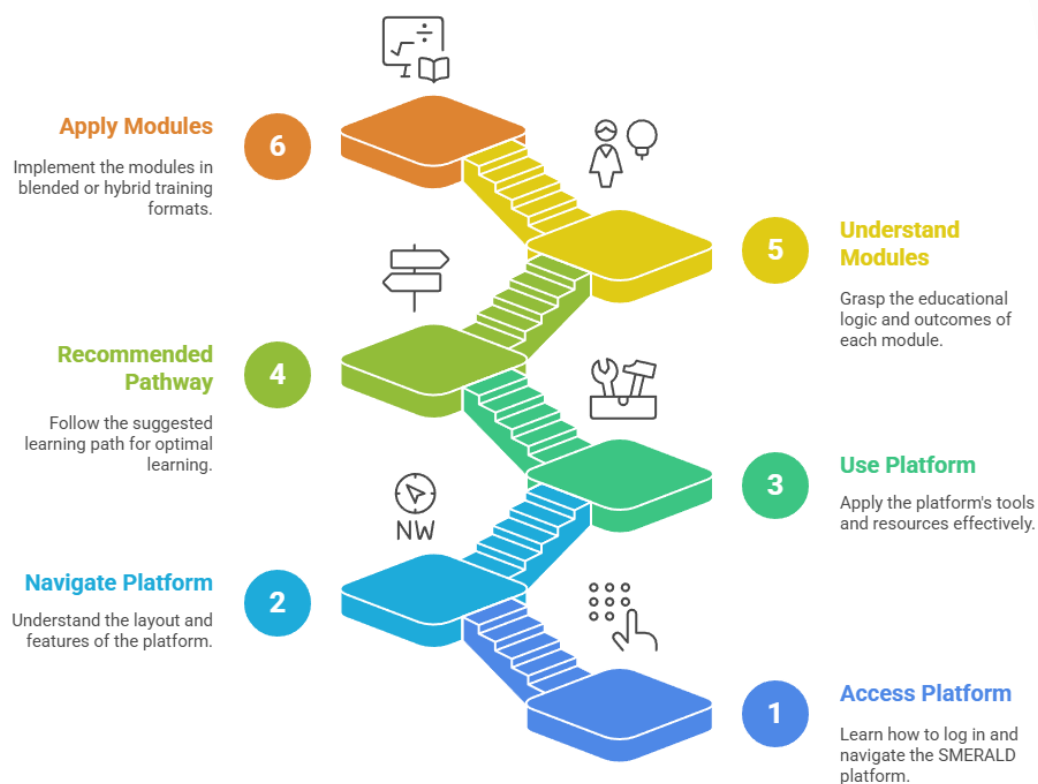 Apply Modules
6
Implement the modules in
blended or hybrid training
formats.
5
Understand
Modules
Grasp the educational
logic and outcomes of
each module.
Recommended
Pathway
4
Follow the suggested
learning path for optimal
learning.
3
Use Platform
Apply the platform's tools
and resources effectively.
NW
Navigate Platform
2
Understand the layout and
features of the platform.
1
Access Platform
Learn how to log in and
navigate the SMERALD
platform.